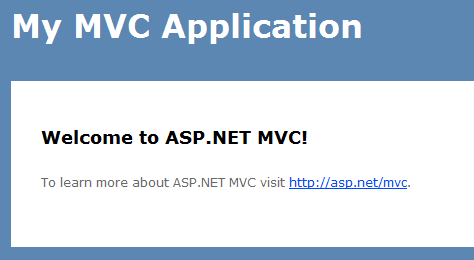 My MVC Application
Welcome to ASP.NET MVC!
To learn more about ASP.NET MVC visit http://asp.net/mvc.